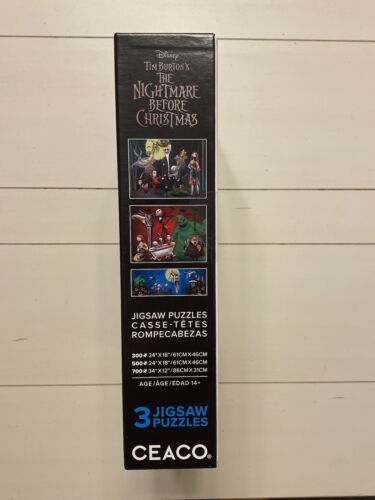 Disney
TIM BURTON'S
THE
NIGHTMARE
BEFORE
CHRISTMAS
JIGSAW PUZZLES
CASSE-TÊTES
ROMPECABEZAS
300 24"X18"/61CM X 46CM
500 24"X18"/61CM X 46CM
700 34"X12"/86CM X 31CM
AGE/ÂGE/EDAD 14+
3 JIGSAW
PUZZLES
CEACO®